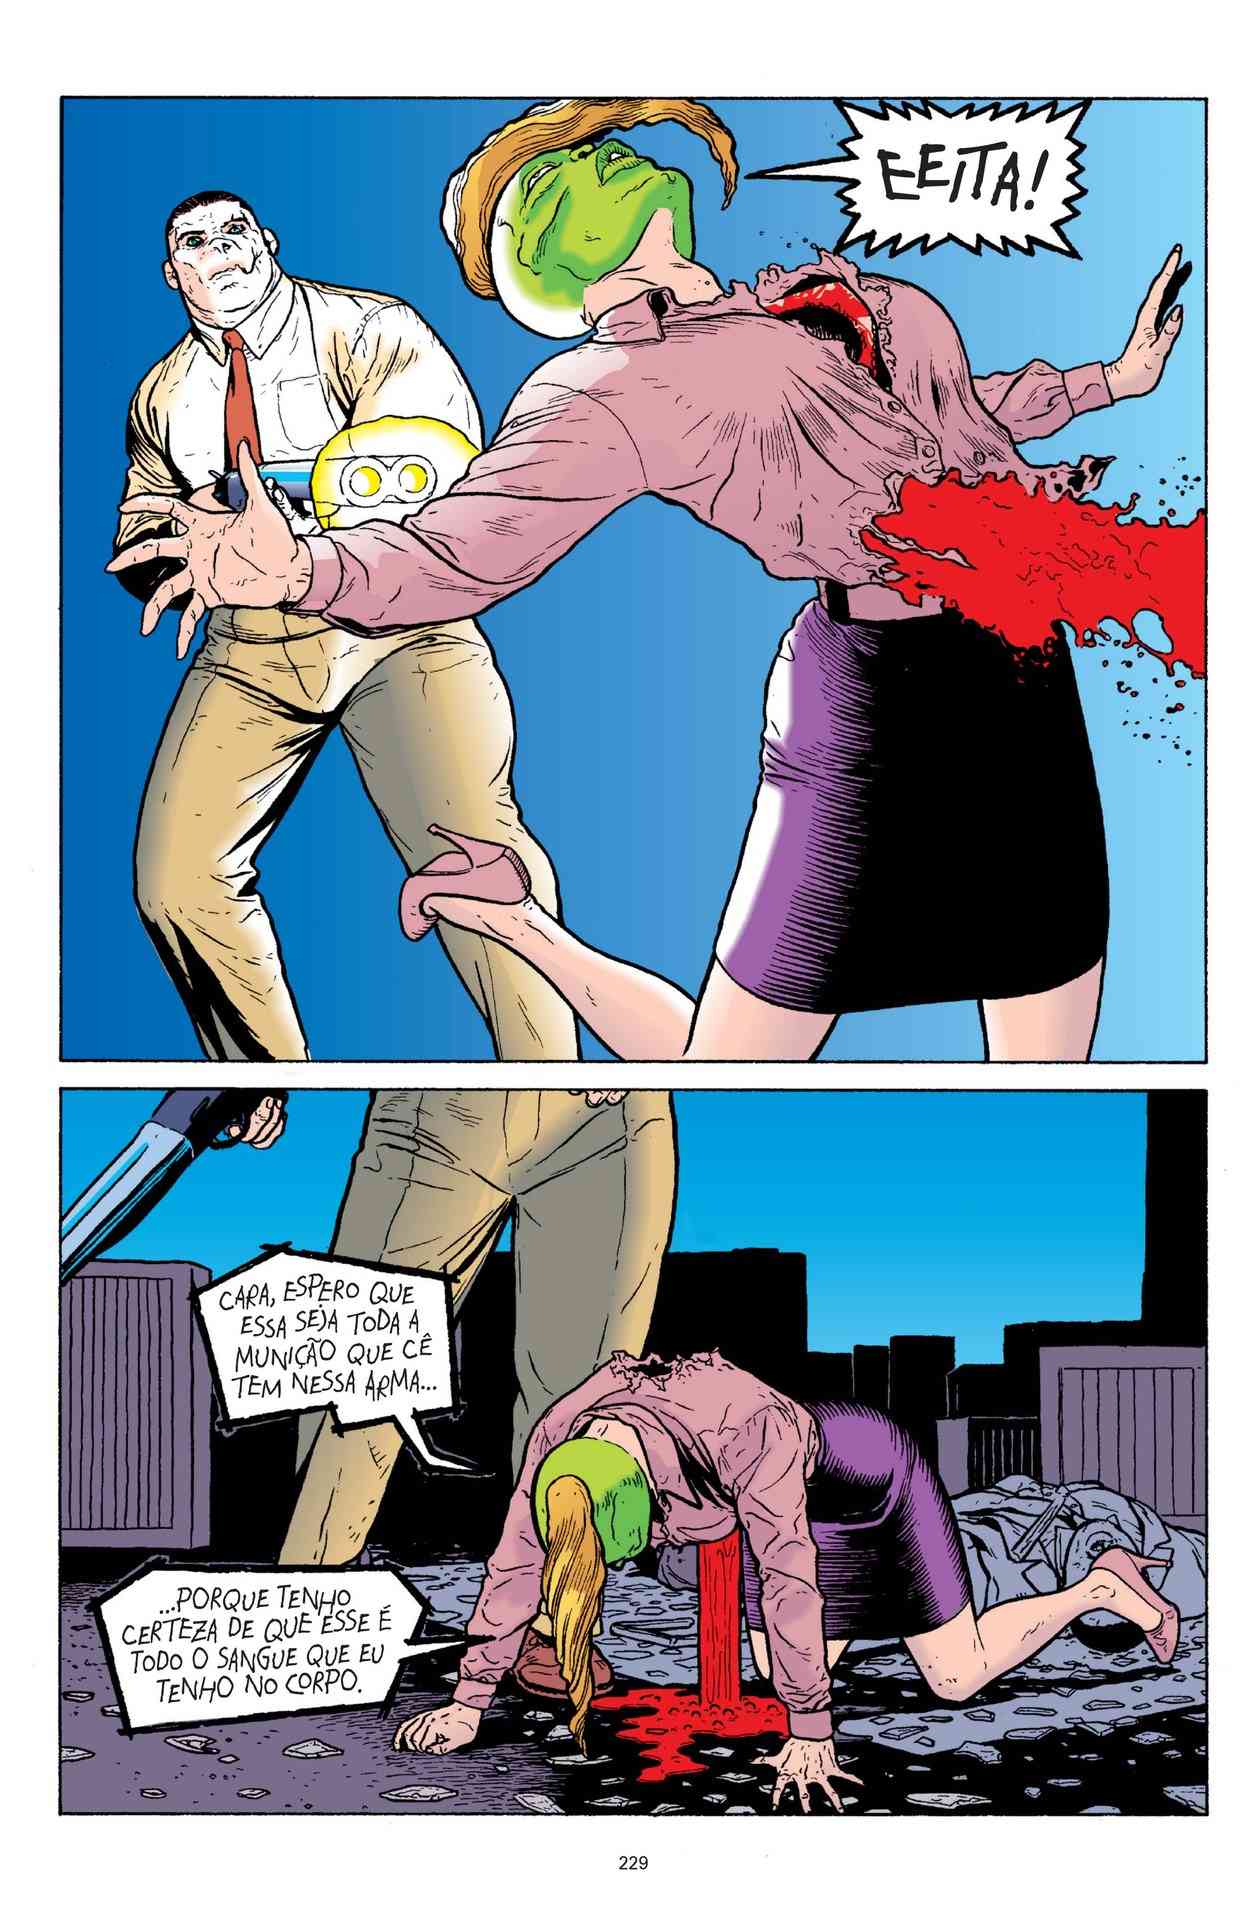 EEITA!
CARA, ESPERO QUE
ESSA SEJA TODA A
MUNIÇÃO QUE CÊ
TEM NESSA ARMA...
...PORQUE TENHO
CERTEZA DE QUE ESSE É
TODO O SANGUE QUE EU
TENHO NO CORPO.
229